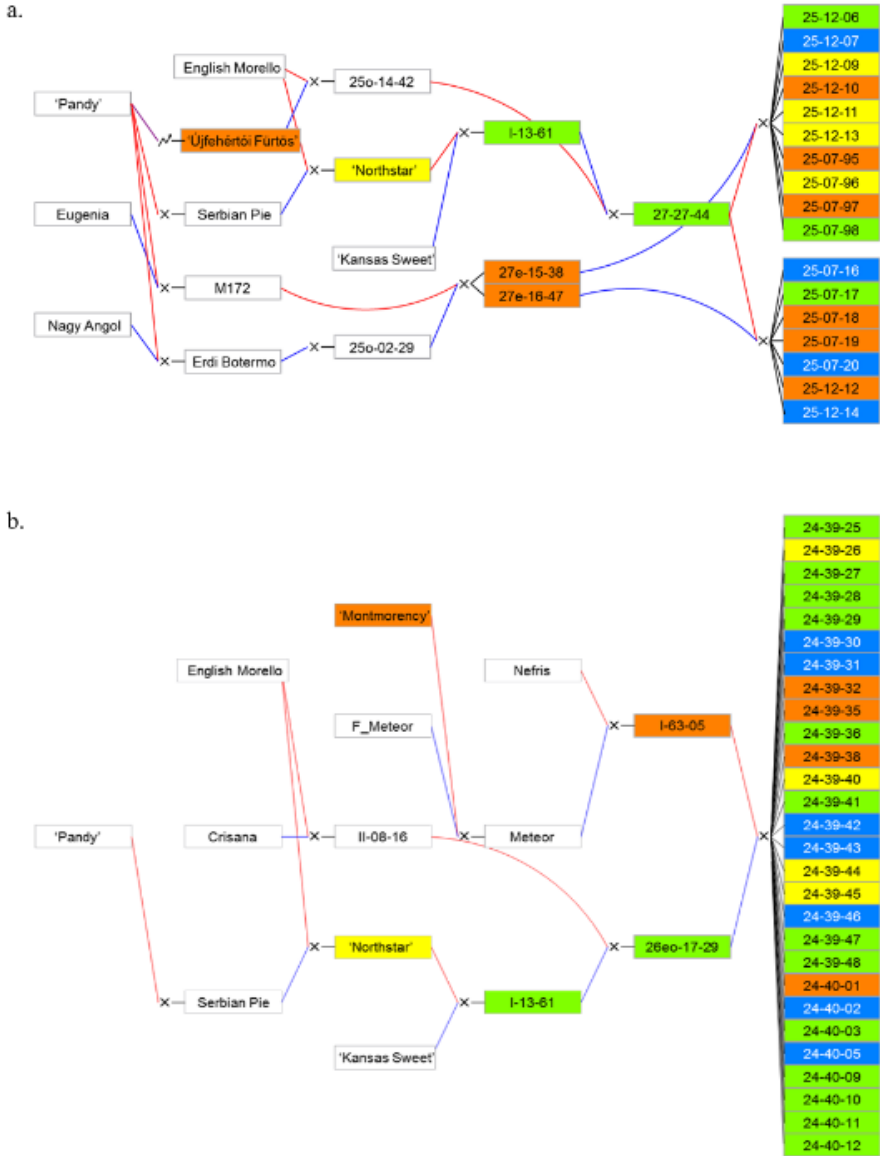 a.
English Morello
25o-14-42
'Pandy'
'Újfehértói Fürtös'
I-13-61
'Northstar'
Eugenia
Serbian Pie
27-27-44
'Kansas Sweet'
M172
27e-15-38
27e-16-47
Nagy Angol
Erdi Botermo
25o-02-29
25-12-06
25-12-07
25-12-09
25-12-10
25-12-11
25-12-13
25-07-95
25-07-96
25-07-97
25-07-98
25-07-16
25-07-17
25-07-18
25-07-19
25-07-20
25-12-12
25-12-14
b.
'Montmorency'
English Morello
Nefris
F_Meteor
I-63-05
'Pandy'
Crisana
II-08-16
Meteor
'Northstar'
26eo-17-29
Serbian Pie
I-13-61
'Kansas Sweet'
24-39-25
24-39-26
24-39-27
24-39-28
24-39-29
24-39-30
24-39-31
24-39-32
24-39-35
24-39-36
24-39-38
24-39-40
24-39-41
24-39-42
24-39-43
24-39-44
24-39-45
24-39-46
24-39-47
24-39-48
24-40-01
24-40-02
24-40-03
24-40-05
24-40-09
24-40-10
24-40-11
24-40-12